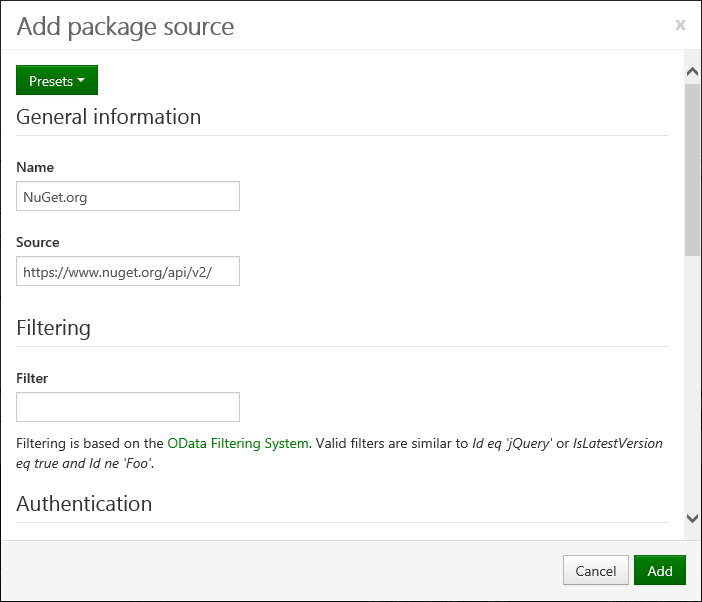 Add package source
x
Presets
General information
Name
NuGet.org
Source
https://www.nuget.org/api/v2/
Filtering
Filter
Filtering is based on the OData Filtering System. Valid filters are similar to Id eq 'jQuery' or IsLatestVersion
eq true and Id ne 'Foo'.
Authentication
Cancel
Add